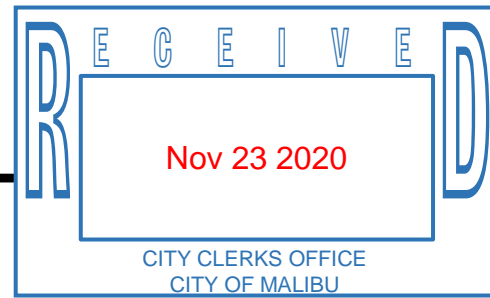 RECEIVED
Nov 23 2020
CITY CLERKS OFFICE
CITY OF MALIBU